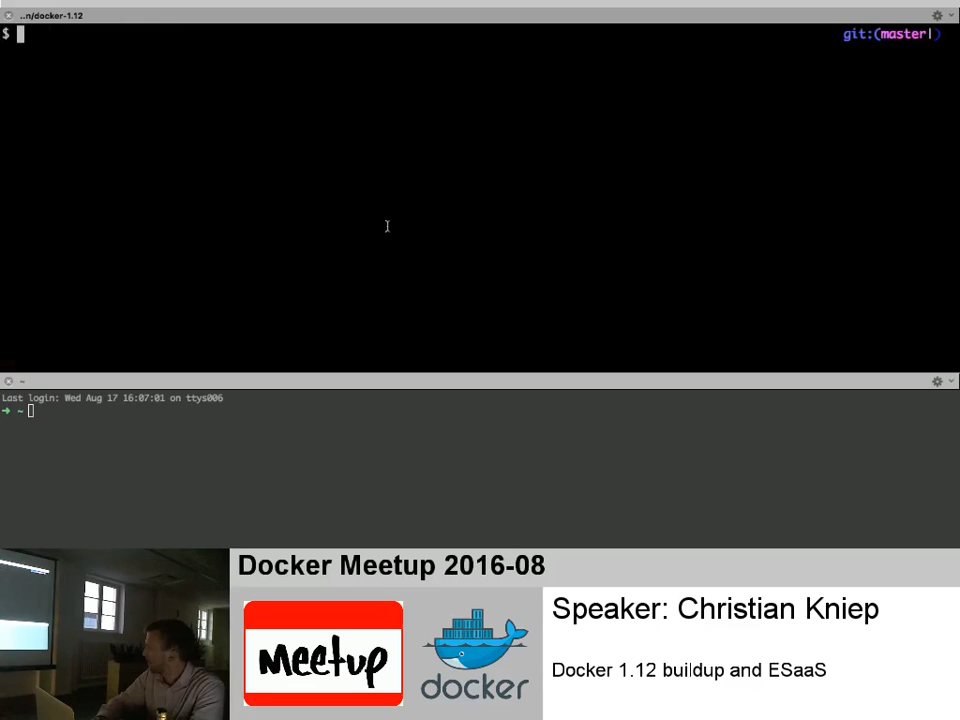 ..n/docker-1.12
$
git:(master|)
~
Last login: Wed Aug 17 16:07:01 on ttys006
➜ ~
Docker Meetup 2016-08
Meetup
docker
Speaker: Christian Kniep
Docker 1.12 buildup and ESaaS